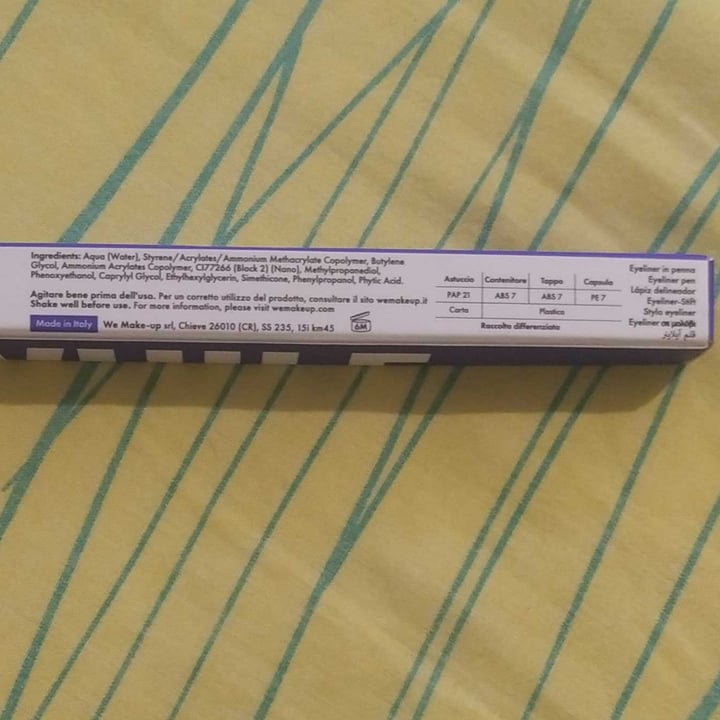 Ingredients: Aqua (Water), Styrene/Acrylates/Ammonium Methacrylate Copolymer, Butylene
Glycol, Ammonium Acrylates Copolymer, CI77266 (Black 2) (Nano), Methylpropanediol,
Phenoxyethanol, Caprylyl Glycol, Ethylhexylglycerin, Simethicone, Phenylpropanol, Phytic Acid.
Agitare bene prima dell'uso. Per un corretto utilizzo del prodotto, consultare il sito wemakeup.it
Shake well before use. For more information, please visit wemakeup.com
Made in Italy We Make-up srl, Chieve 26010 (CR), SS 235, 15i km45 6M
Astuccio Contenitore Tappo Capsula
PAP 21 ABS 7 ABS 7 PE 7
Carta Plastica
Raccolta differenziata
Eyeliner in penna
Eyeliner pen
Lápiz delineador
Eyeliner-Stift
Stylo eyeliner
Eyeliner σε μολύβι
قلم آيلاينر